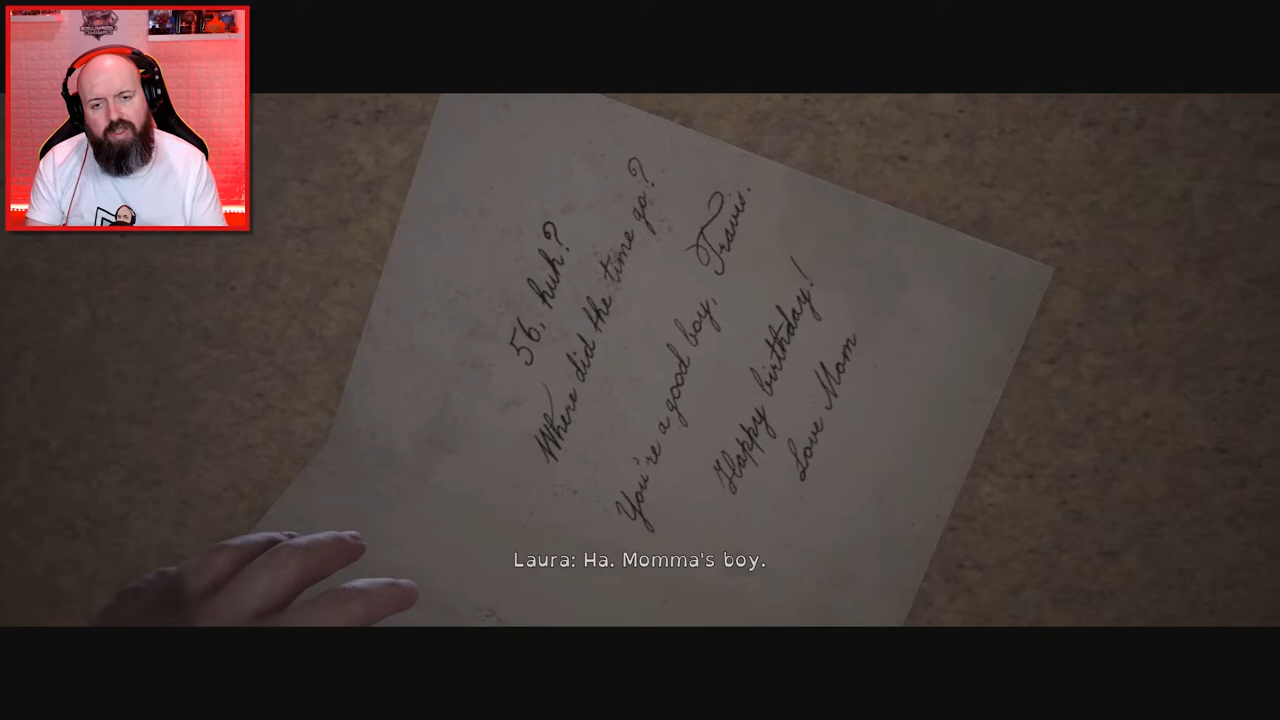 56, huh?
Where did the time go?
You're a good boy, Travis.
Happy birthday!
Love Mom
Laura: Ha. Momma's boy.